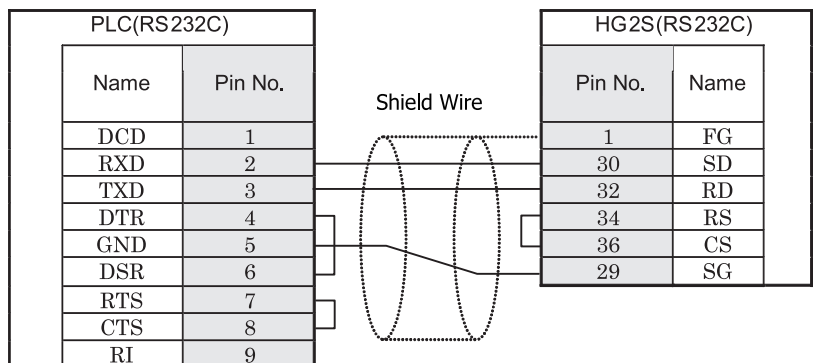 PLC(RS232C) HG2S(RS232C)
Name Pin No. Pin No. Name
Shield Wire
DCD 1 1 FG
RXD 2 30 SD
TXD 3 32 RD
DTR 4 34 RS
GND 5 36 CS
DSR 6 29 SG
RTS 7
CTS 8
RI 9